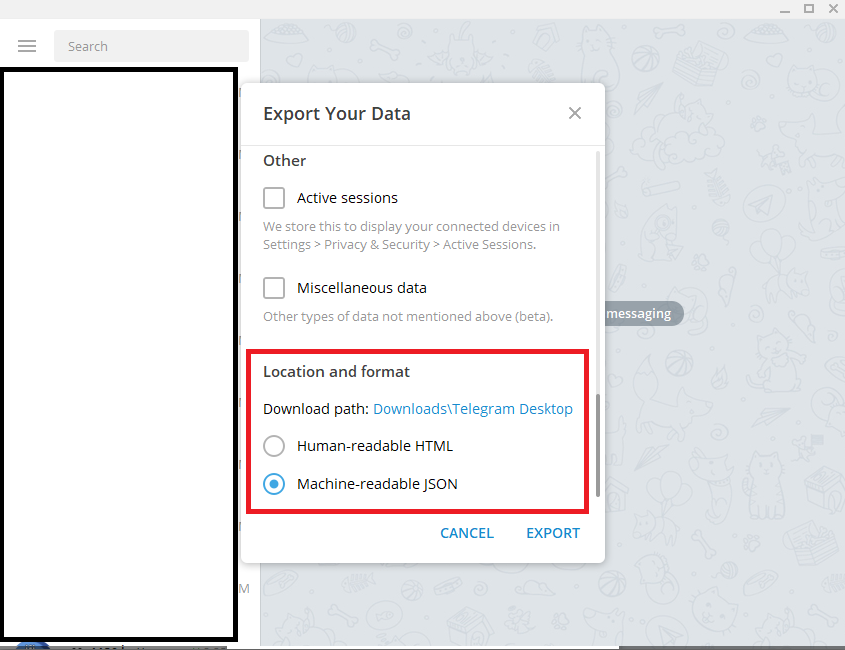 Search
Export Your Data
Other
Active sessions
We store this to display your connected devices in
Settings > Privacy & Security > Active Sessions.
Miscellaneous data
Other types of data not mentioned above (beta).
messaging
Location and format
Download path: Downloads\Telegram Desktop
Human-readable HTML
Machine-readable JSON
CANCEL EXPORT
M